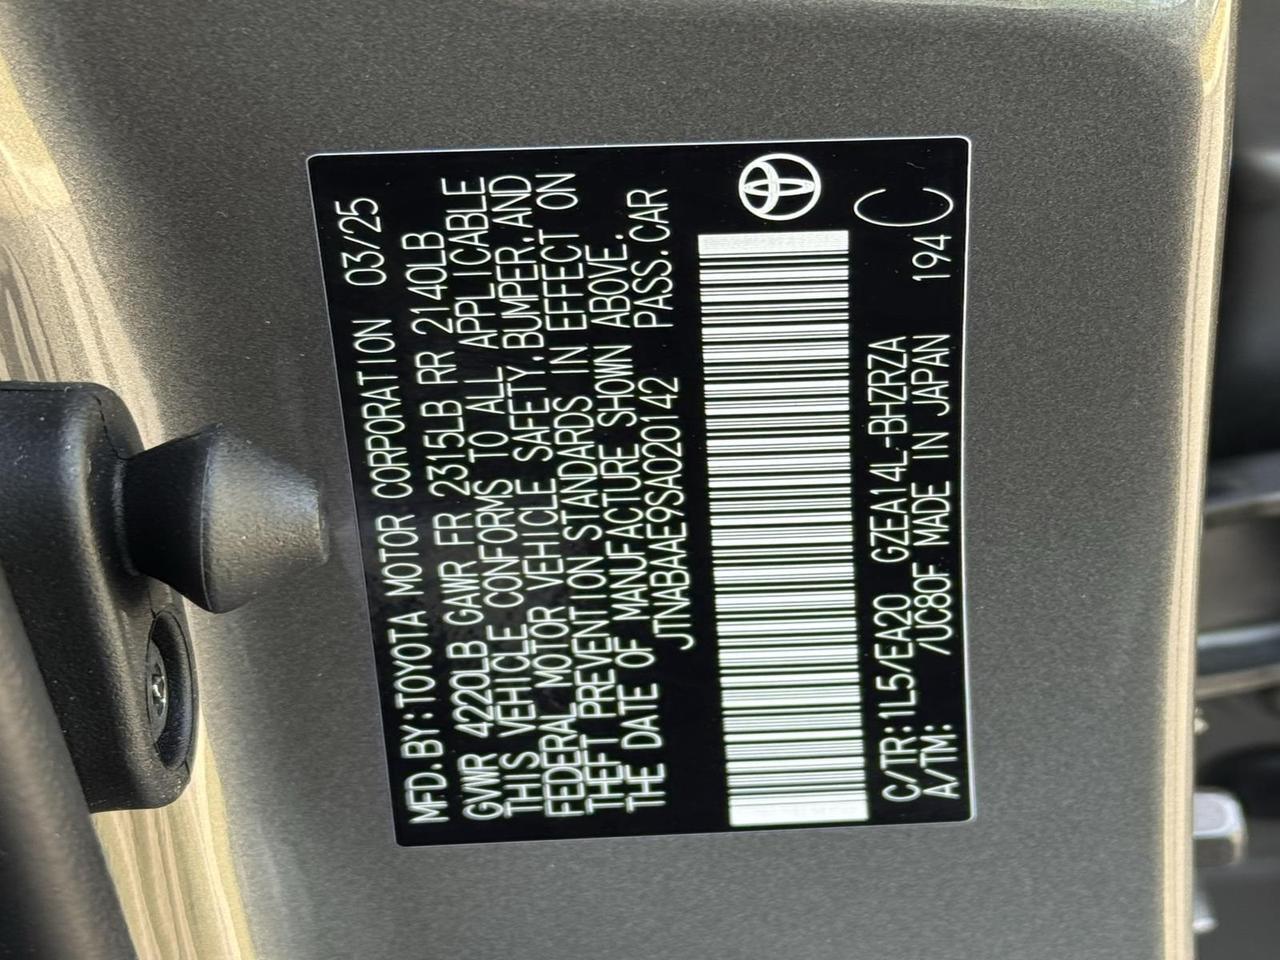 MFD.BY:TOYOTA MOTOR CORPORATION 03/25
GVWR 4220LB GAWR FR 2315LB RR 2140LB
THIS VEHICLE CONFORMS TO ALL APPLICABLE
FEDERAL MOTOR VEHICLE SAFETY,BUMPER,AND
THEFT PREVENTION STANDARDS IN EFFECT ON
THE DATE OF MANUFACTURE SHOWN ABOVE.
JTNABAAE9SA020142 PASS.CAR
C/TR:1L5/EA20 GZEA14L-BHZRZA
A/TM: /UC80F MADE IN JAPAN 194 C